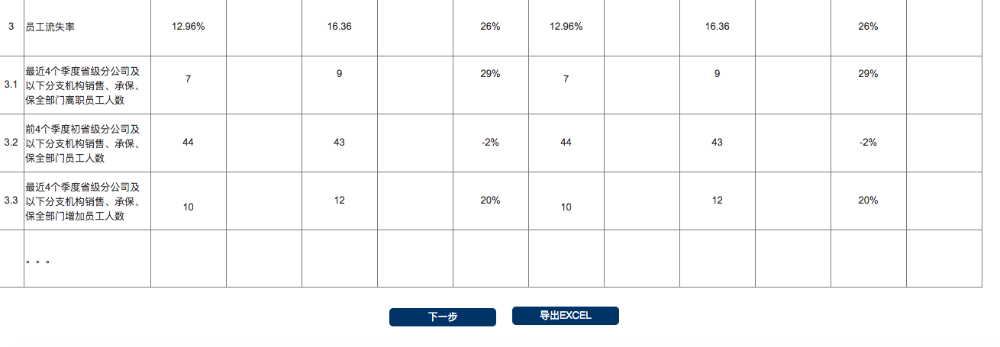 3 员工流失率 12.96% 16.36 26% 12.96% 16.36 26%
最近4个季度省级分公司及
3.1 以下分支机构销售、承保、 7 9 29% 7 9 29%
保全部门离职员工人数
前4个季度初省级分公司及
3.2 以下分支机构销售、承保、 44 43 -2% 44 43 -2%
保全部门员工人数
最近4个季度省级分公司及
3.3 以下分支机构销售、承保、 10 12 20% 10 12 20%
保全部门增加员工人数
。。。
下一步 导出EXCEL